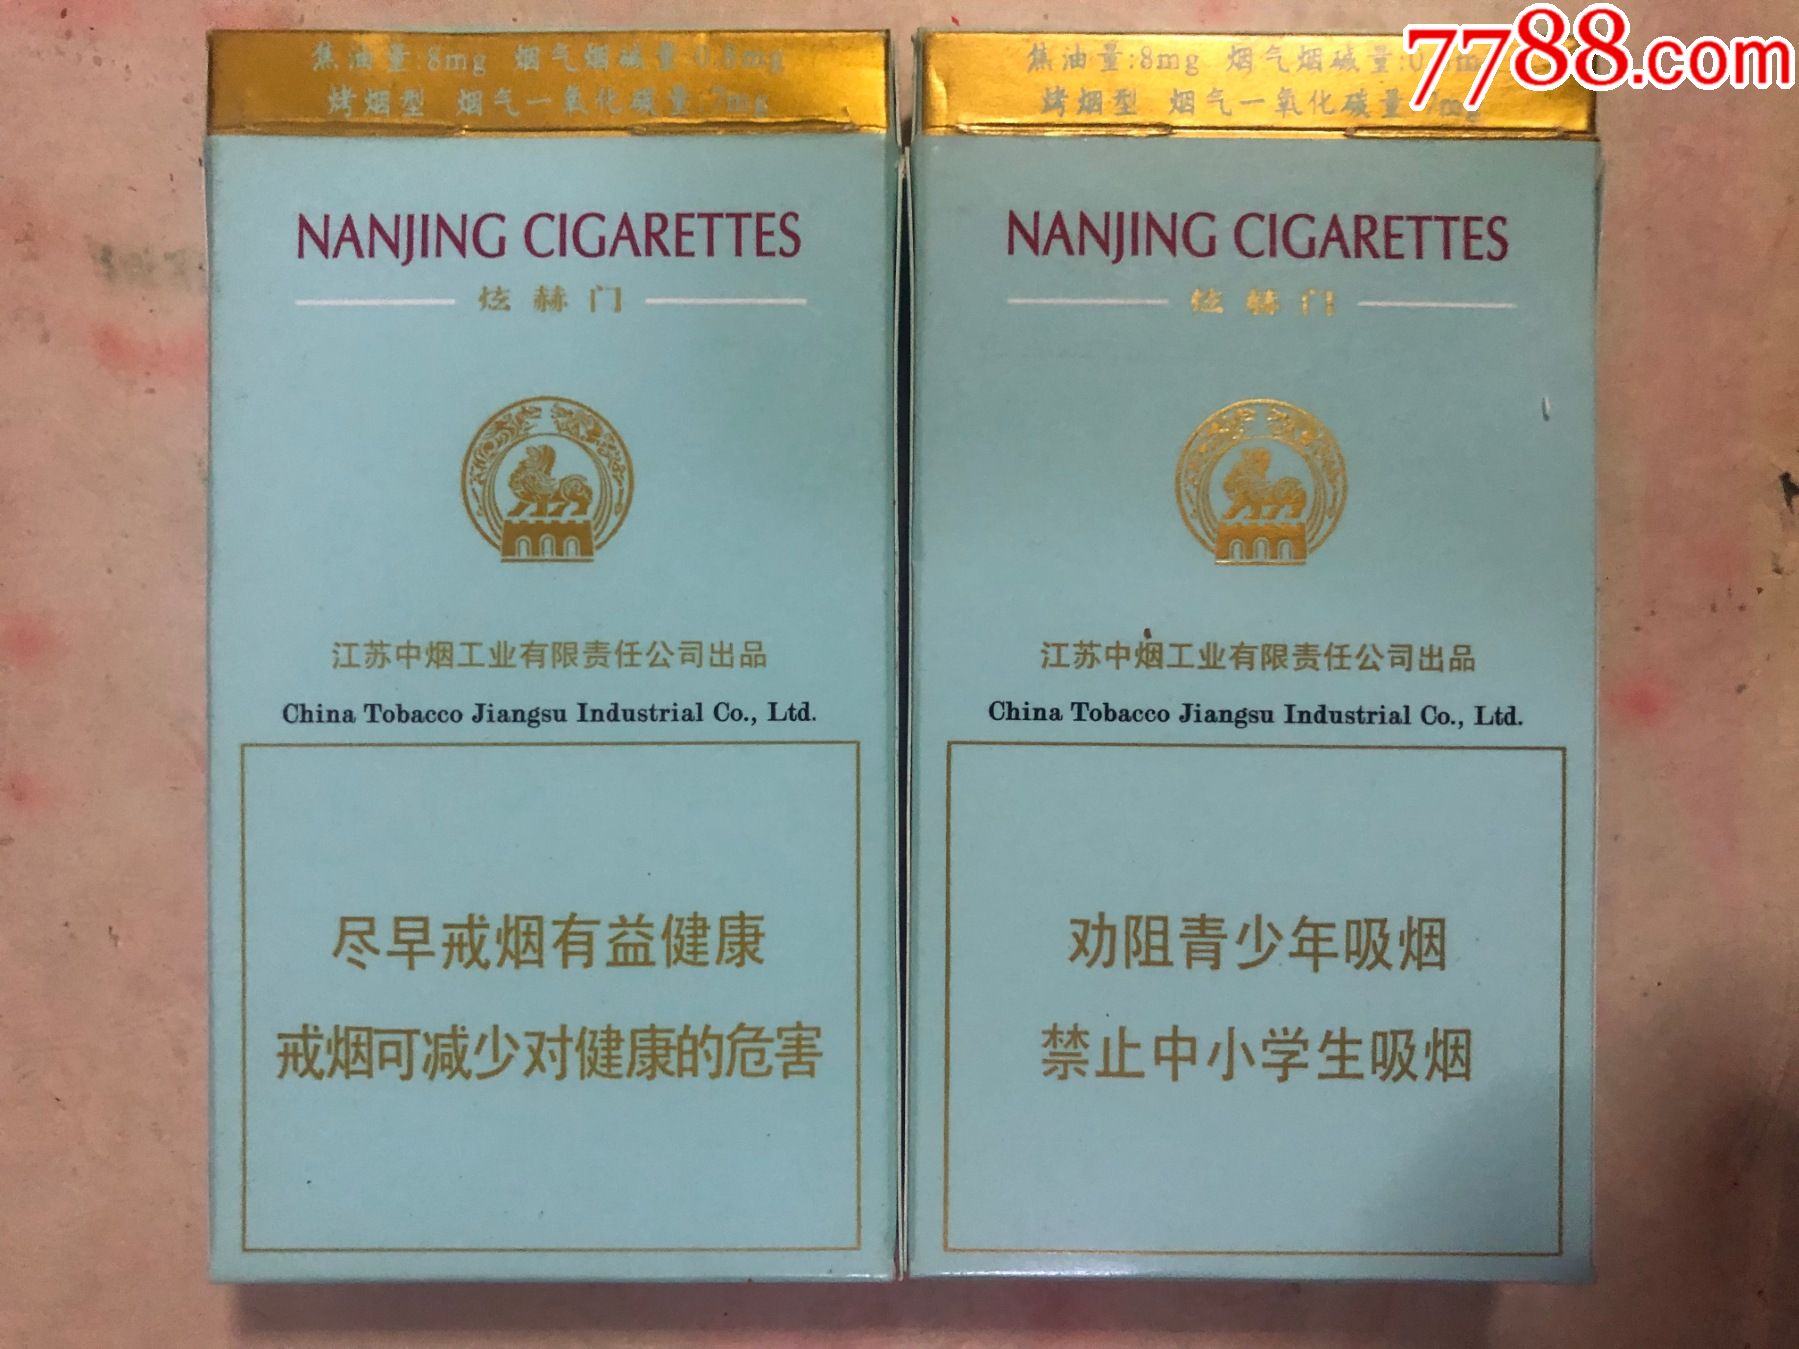 焦油量:8mg 烟气烟碱量:0.8mg
烤烟型 烟气一氧化碳量:7mg
NANJING CIGARETTES
炫赫门
江苏中烟工业有限责任公司出品
China Tobacco Jiangsu Industrial Co., Ltd.
尽早戒烟有益健康
戒烟可减少对健康的危害
7788.com
焦油量:8mg 烟气烟碱量:0
烤烟型 烟气一氧化碳量 mg
NANJING CIGARETTES
炫赫门
江苏中烟工业有限责任公司出品
China Tobacco Jiangsu Industrial Co., Ltd.
劝阻青少年吸烟
禁止中小学生吸烟